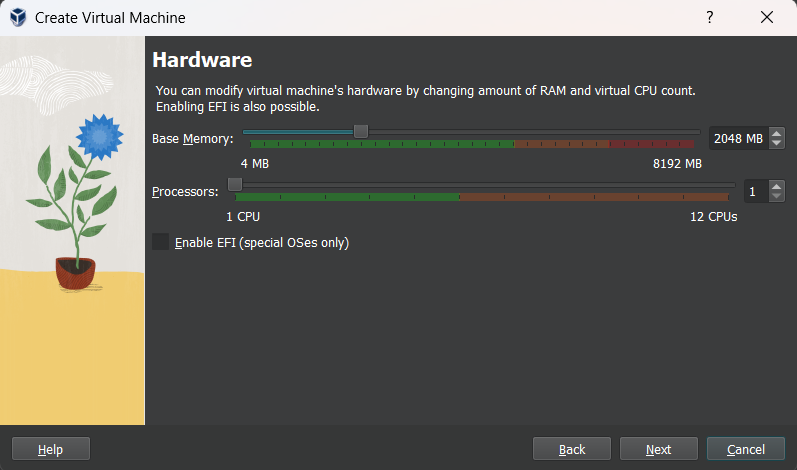 Create Virtual Machine
?
Hardware
You can modify virtual machine's hardware by changing amount of RAM and virtual CPU count.
Enabling EFI is also possible.
Base Memory:
2048 MB
4 MB
8192 MB
Processors:
1
1 CPU
12 CPUs
Enable EFI (special OSes only)
Help
Back
Next
Cancel